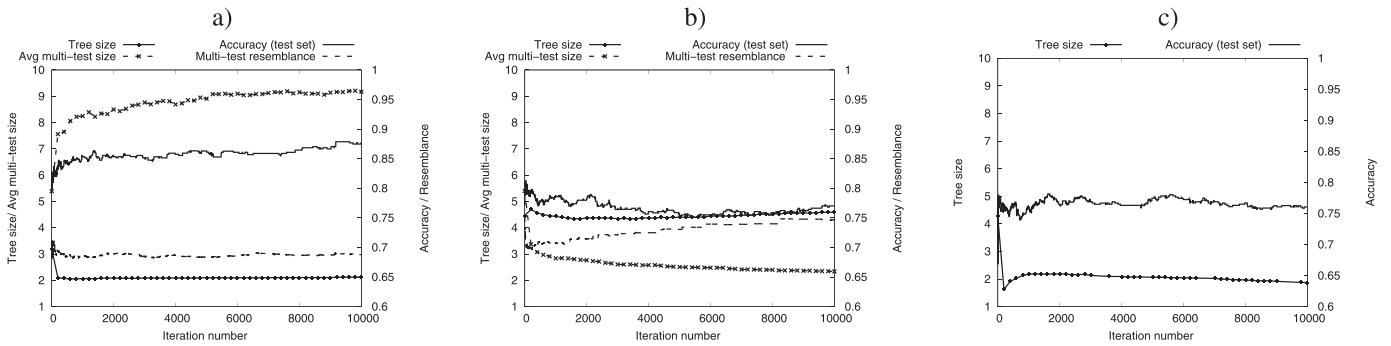 a)
Tree size
Accuracy (test set)
Avg multi-test size
Multi-test resemblance
10
9
8
7
6
5
4
3
2
1
1
0.95
0.9
0.85
0.8
0.75
0.7
0.65
0.6
0 2000 4000 6000 8000 10000
Tree size/ Avg multi-test size
Accuracy / Resemblance
Iteration number
b)
Tree size
Accuracy (test set)
Avg multi-test size
Multi-test resemblance
10
9
8
7
6
5
4
3
2
1
1
0.95
0.9
0.85
0.8
0.75
0.7
0.65
0.6
0 2000 4000 6000 8000 10000
Tree size/ Avg multi-test size
Accuracy / Resemblance
Iteration number
c)
Tree size
Accuracy (test set)
10
9
8
7
6
5
4
3
2
1
1
0.95
0.9
0.85
0.8
0.75
0.7
0.65
0.6
0 2000 4000 6000 8000 10000
Tree size
Accuracy
Iteration number